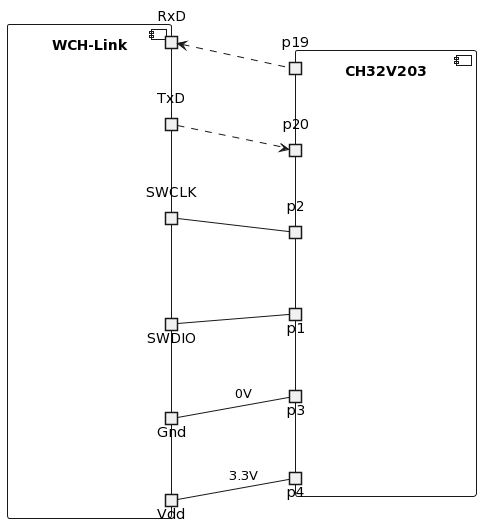 RxD
WCH-Link
p19
CH32V203
TxD
p20
SWCLK
p2
SWDIO
p1
0V
Gnd
p3
3.3V
Vdd
p4